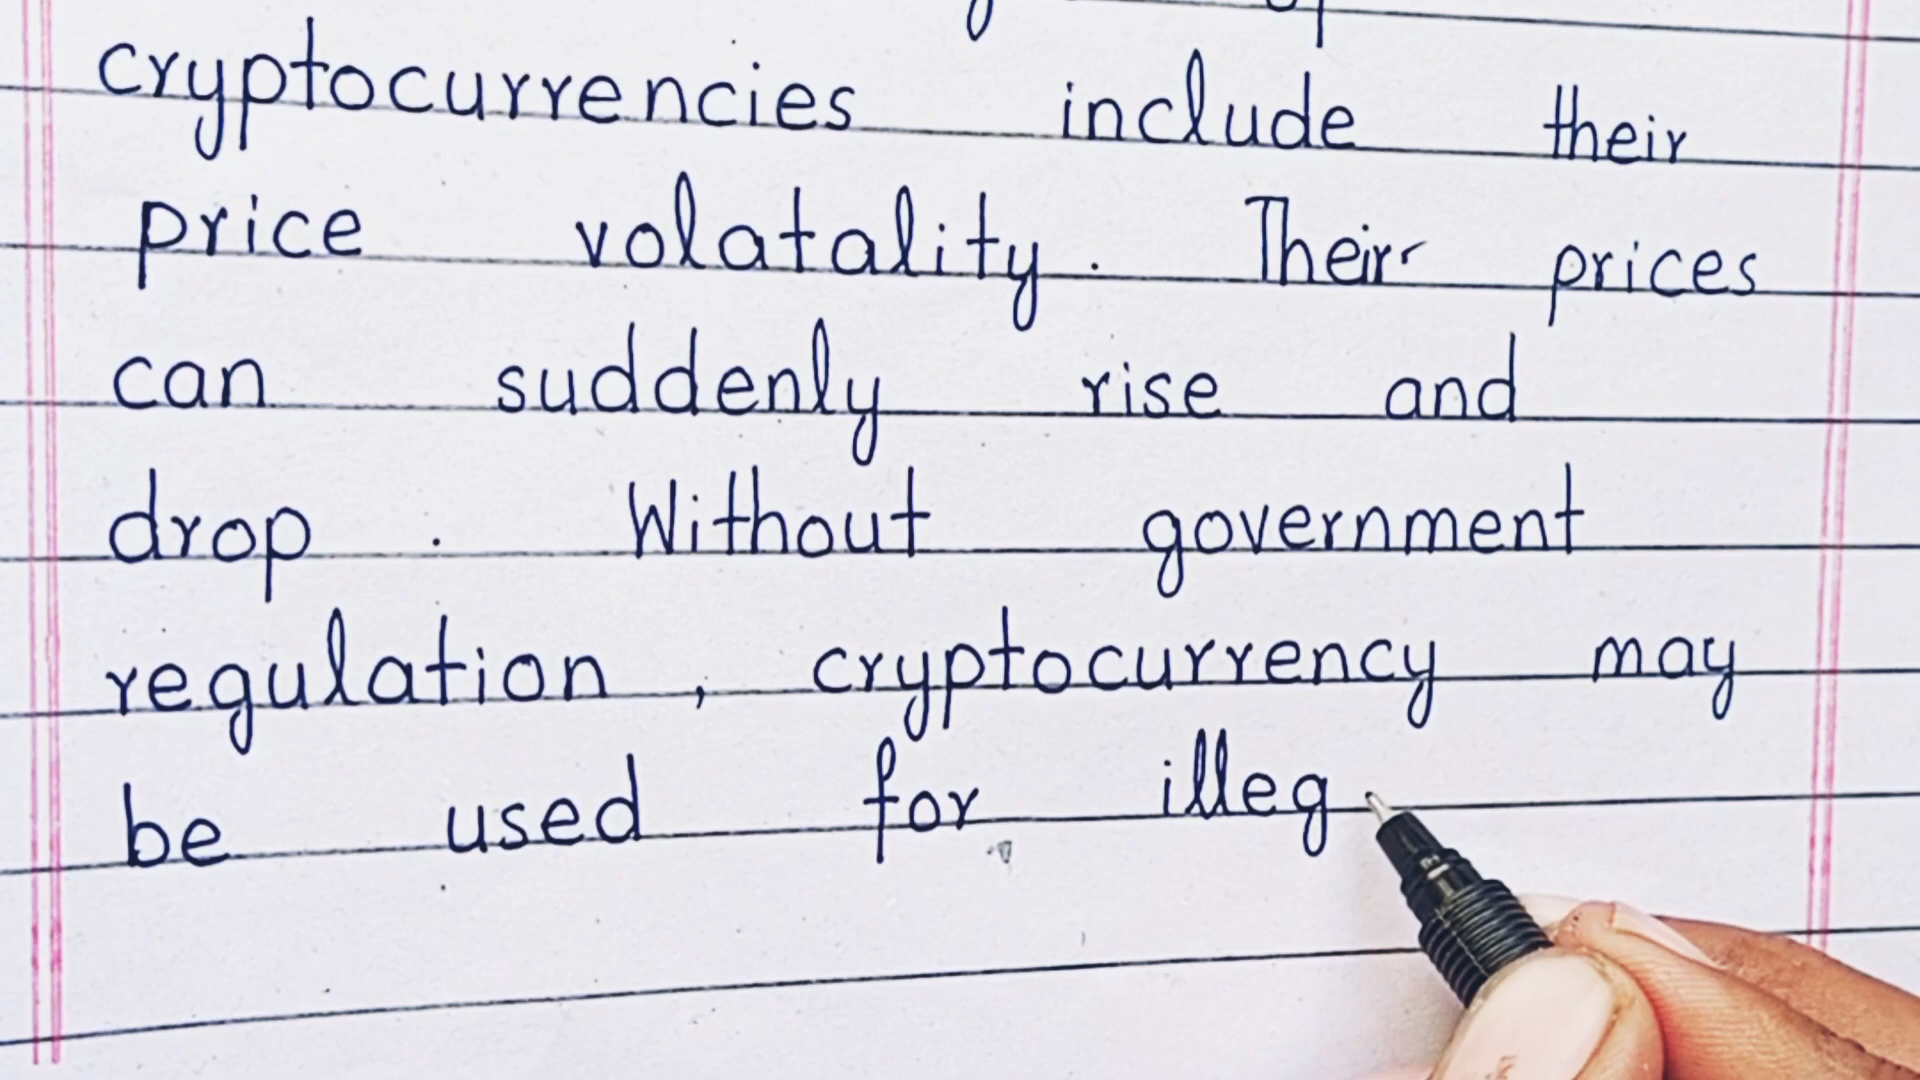 cryptocurrencies include their
price volatality. Their prices
can suddenly rise and
drop. Without government
regulation, cryptocurrency may
be used for illeg